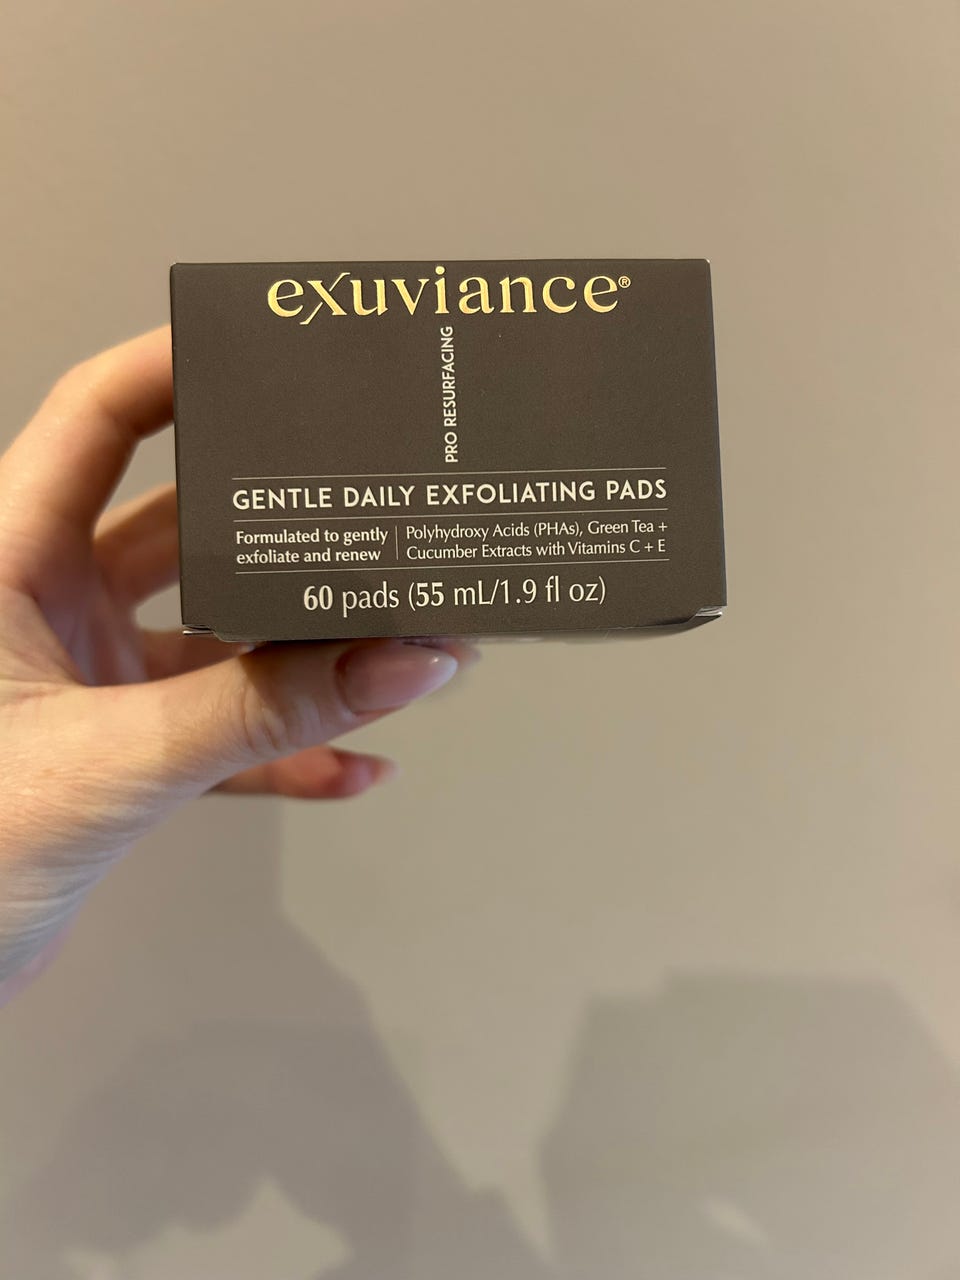 exuviance®
PRO RESURFACING
GENTLE DAILY EXFOLIATING PADS
Formulated to gently
exfoliate and renew
Polyhydroxy Acids (PHAs), Green Tea +
Cucumber Extracts with Vitamins C + E
60 pads (55 mL/1.9 fl oz)